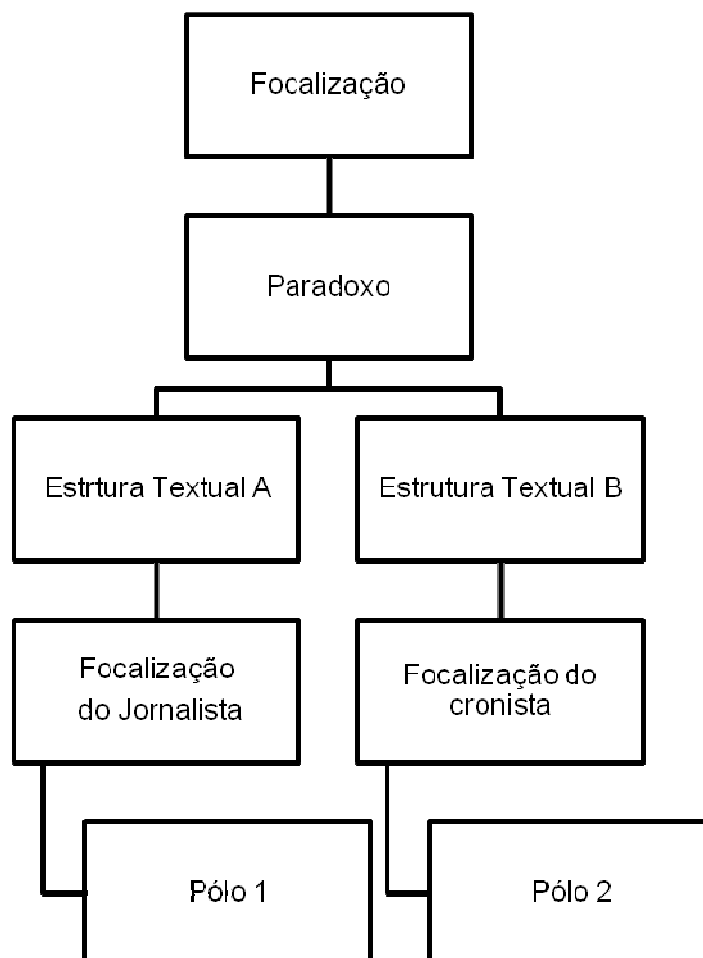 Focalização
Paradoxo
Estrtura Textual A
Estrutura Textual B
Focalização
do Jornalista
Focalização do
cronista
Pólo 1
Pólo 2